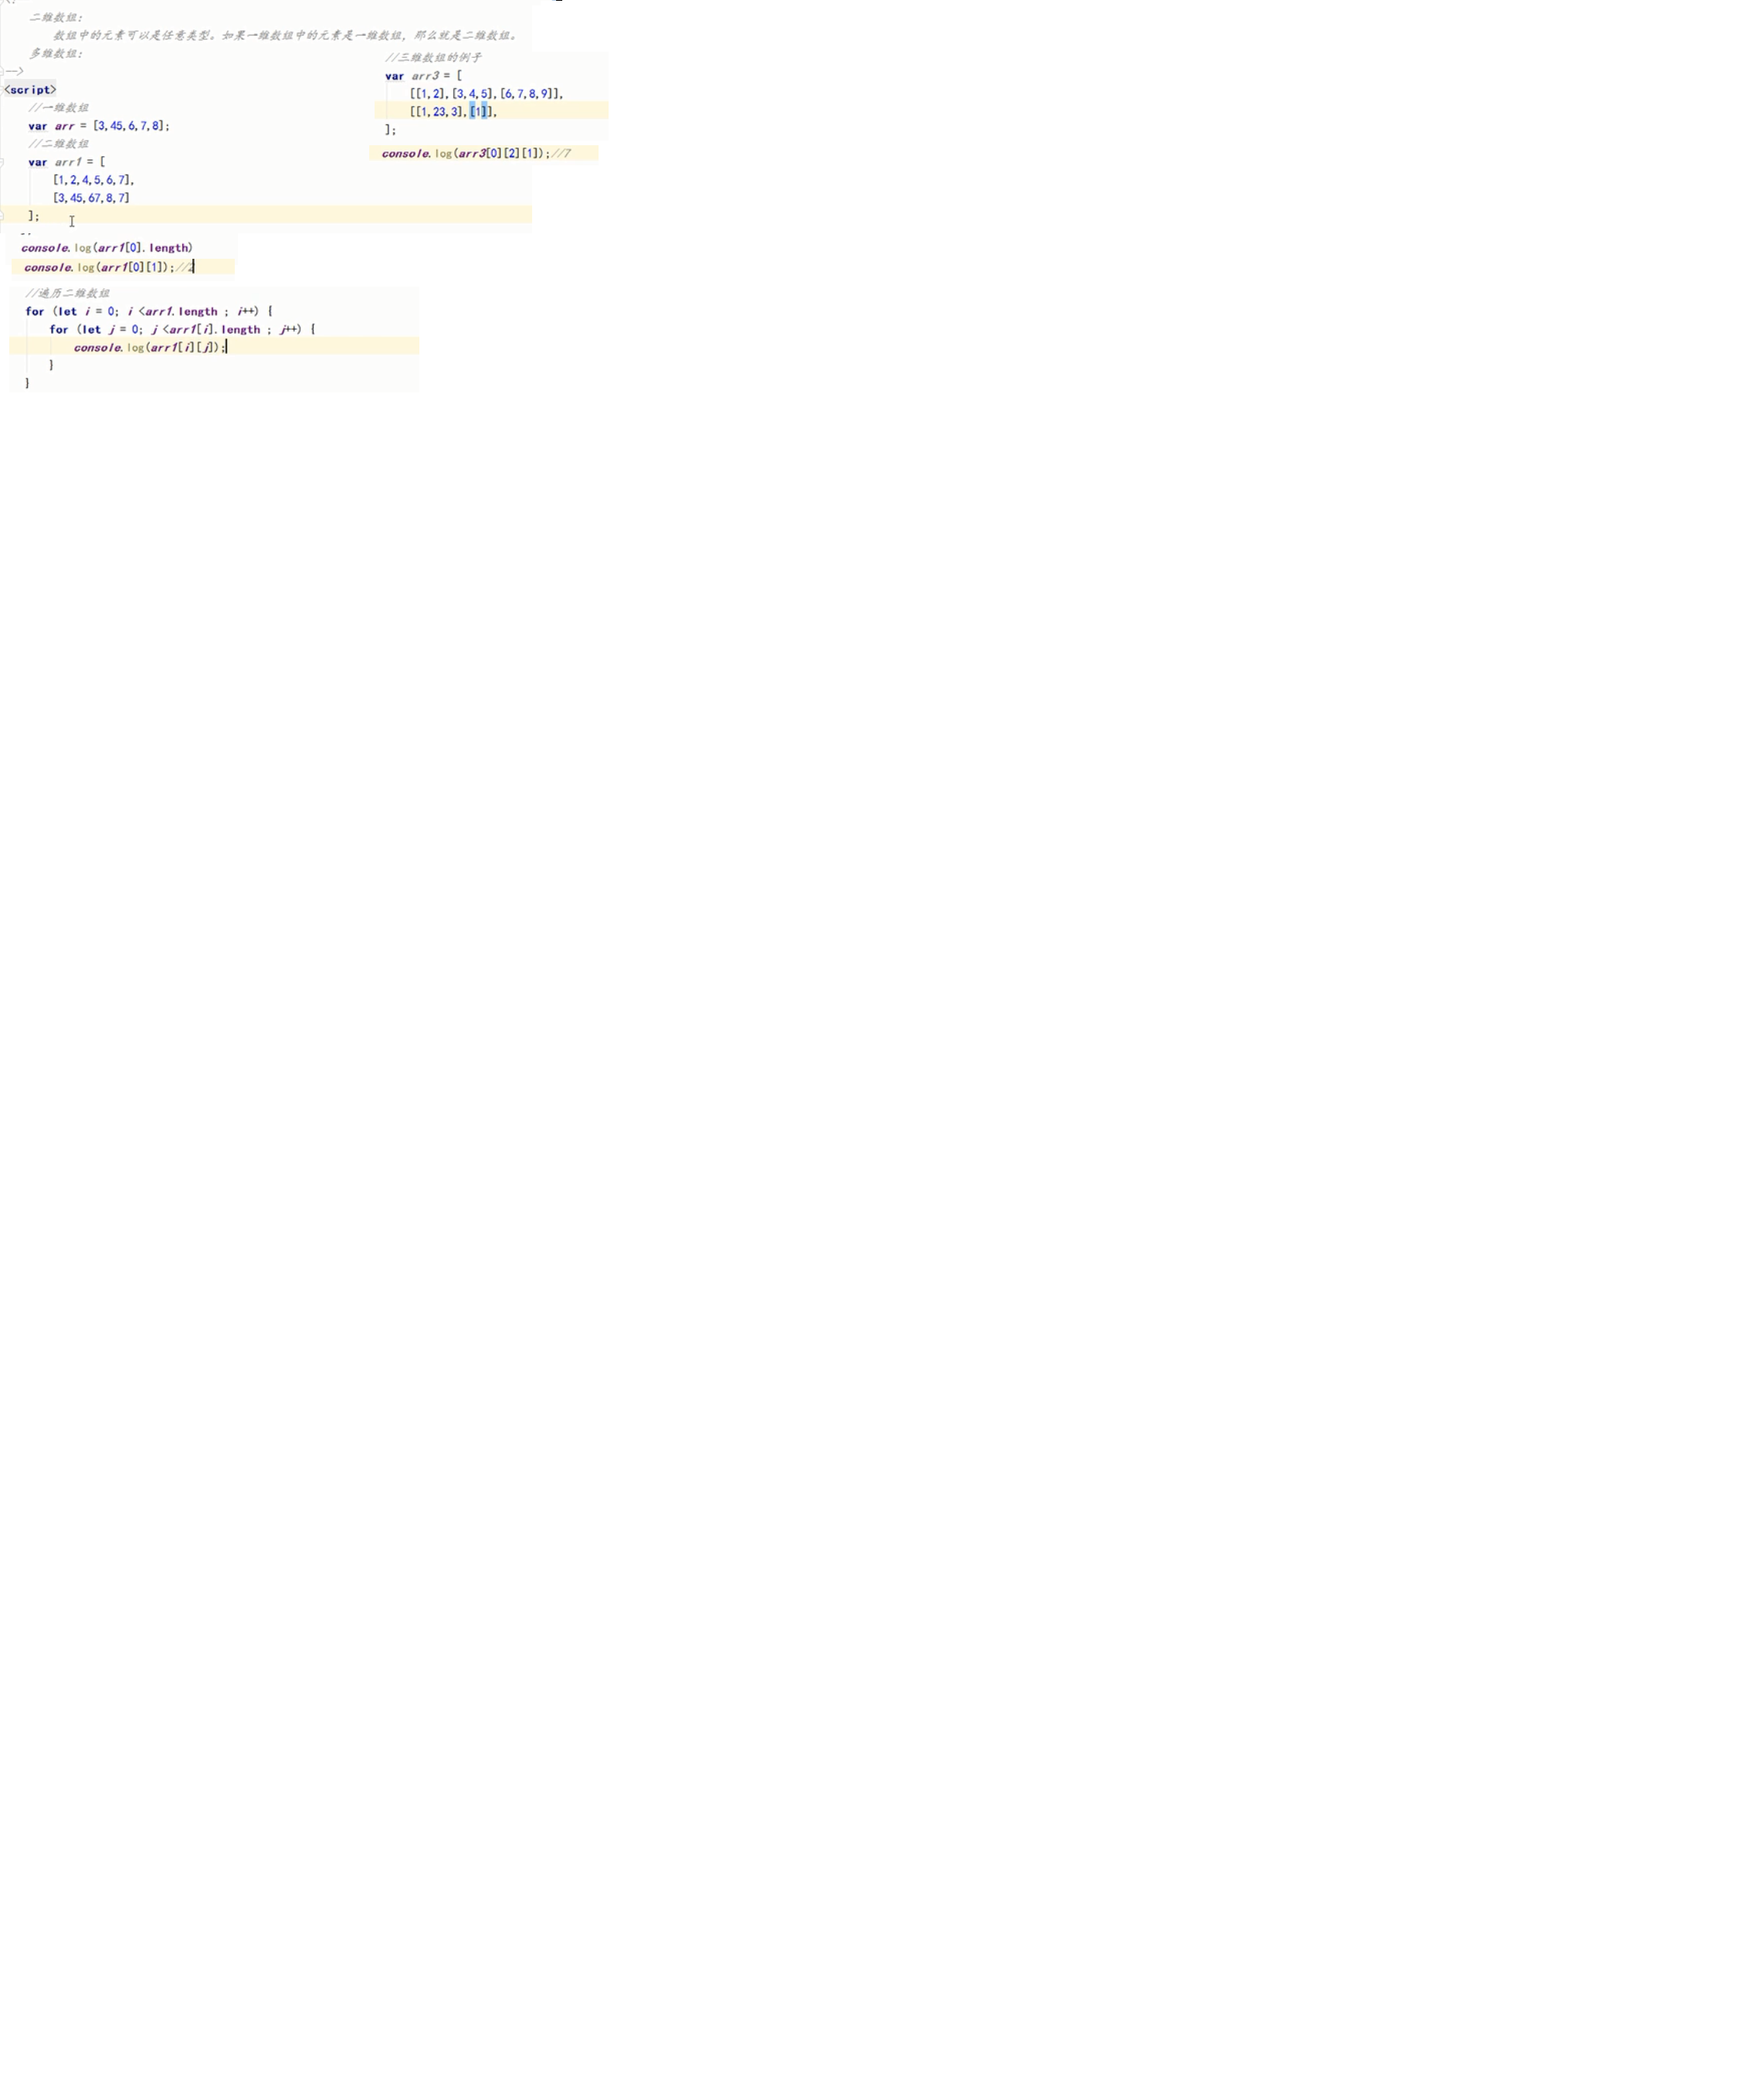 二维数组:
数组中的元素可以是任意类型。如果一维数组中的元素是一维数组, 那么就是二维数组。
多维数组:
-->
<script>
//一维数组
var arr = [3,45,6,7,8];
//二维数组
var arr1 = [
[1,2,4,5,6,7],
[3,45,67,8,7]
];
console.log(arr1[0].length)
console.log(arr1[0][1]);//2
//遍历二维数组
for (let i = 0; i <arr1.length ; i++) {
for (let j = 0; j <arr1[i].length ; j++) {
console.log(arr1[i][j]);
}
}
//三维数组的例子
var arr3 = [
[[1,2],[3,4,5],[6,7,8,9]],
[[1,23,3],[1]],
];
console.log(arr3[0][2][1]);//7